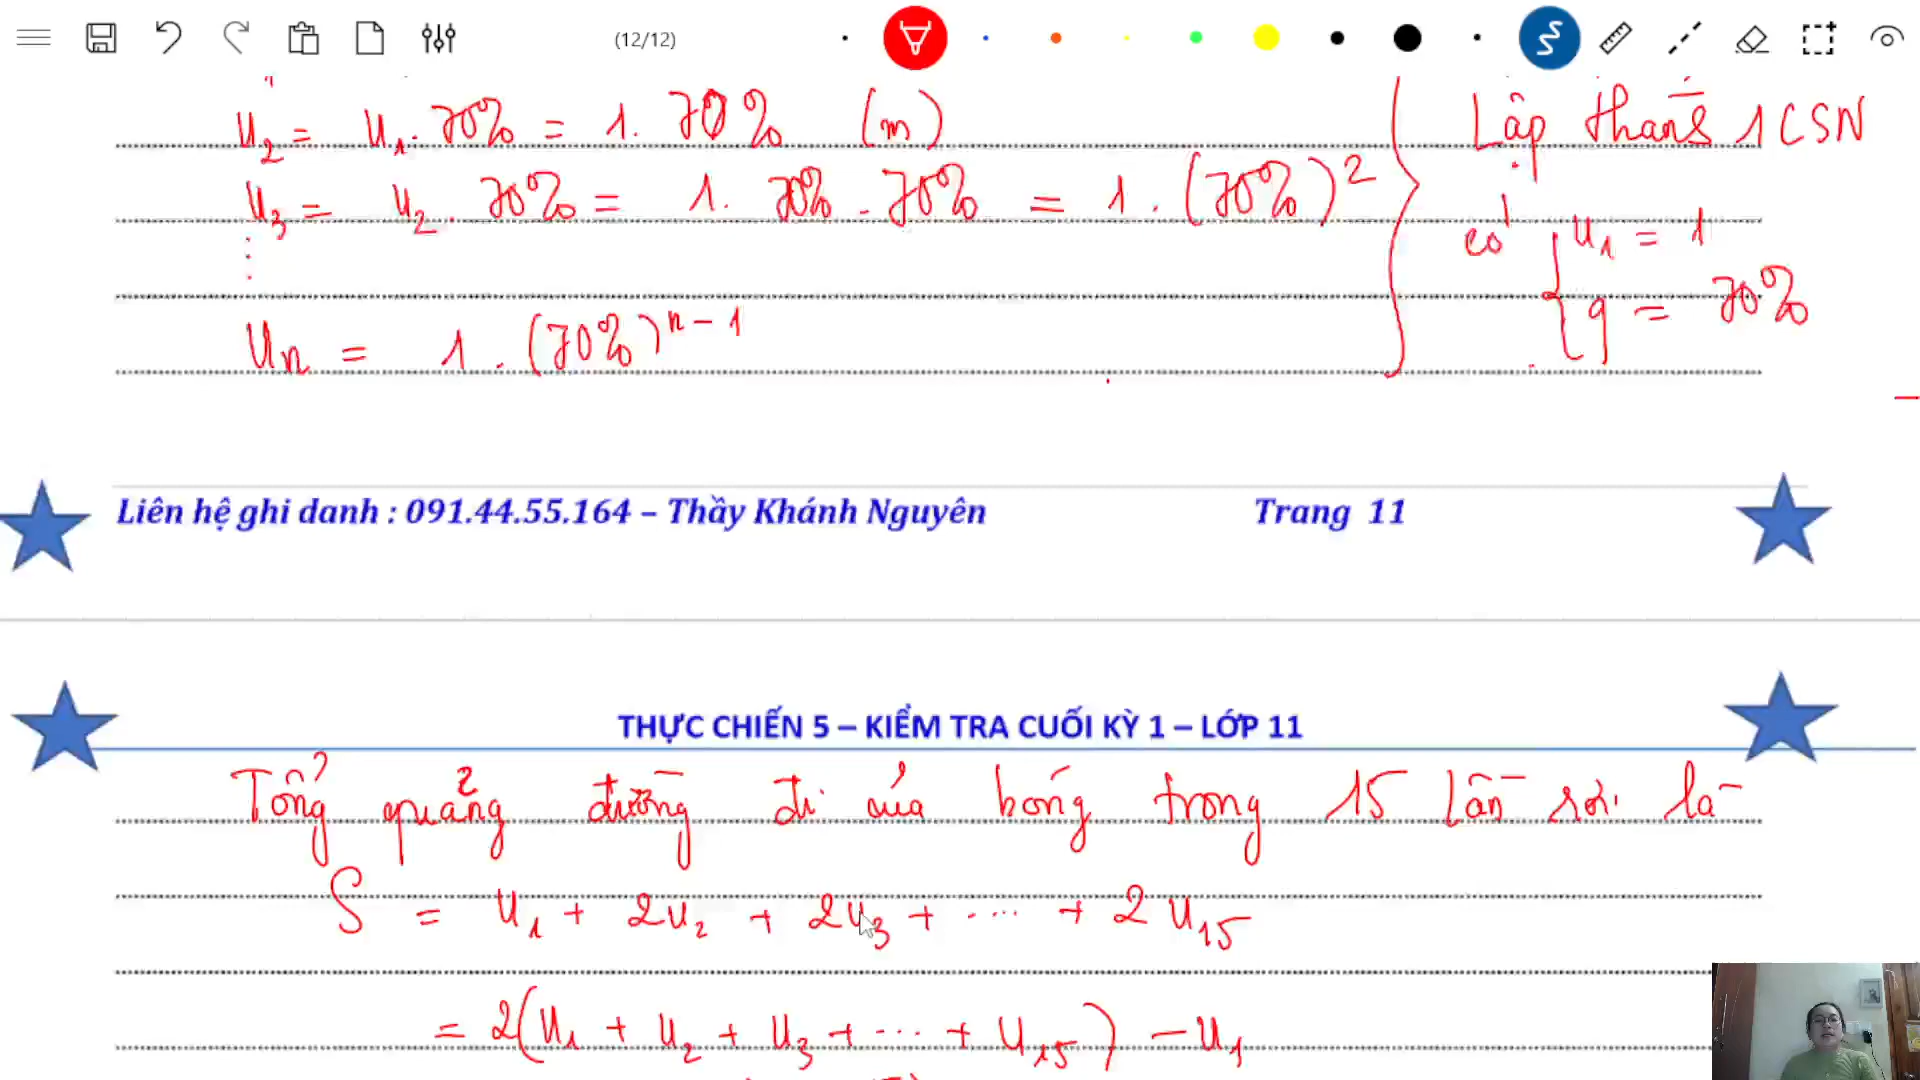 (12/12)
u₂ = u₁ . 70% = 1 . 70% (m)
u₃ = u₂ . 70% = 1 . 70% . 70% = 1 . (70%)²
⋮
uₙ = 1 . (70%)ⁿ⁻¹
Lập thành 1 CSN
có { u₁ = 1
q = 70%
Liên hệ ghi danh : 091.44.55.164 – Thầy Khánh Nguyên Trang 11
THỰC CHIẾN 5 – KIỂM TRA CUỐI KỲ 1 – LỚP 11
Tổng quảng đường đi của bóng trong 15 lần rơi là
S = u₁ + 2u₂ + 2u₃ + .... + 2u₁₅
= 2(u₁ + u₂ + u₃ + ... + u₁₅) – u₁